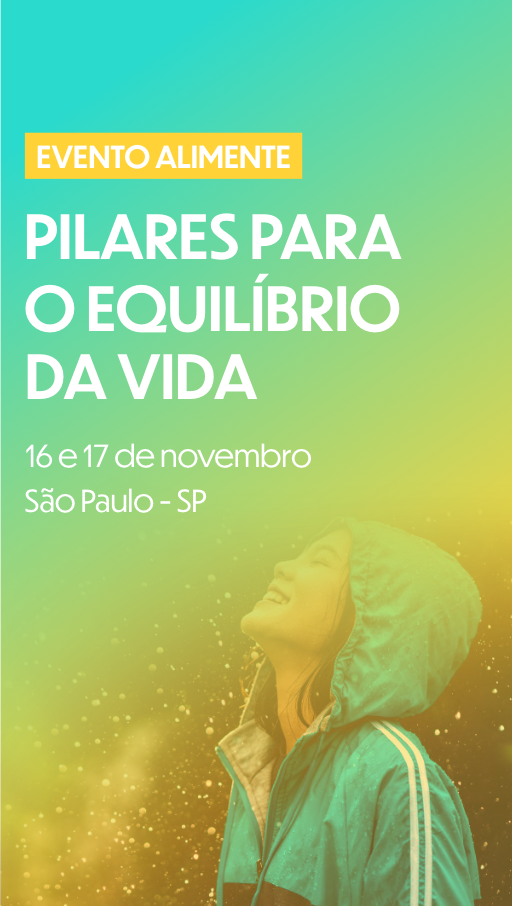 EVENTO ALIMENTE
PILARES PARA
O EQUILÍBRIO
DA VIDA
16 e 17 de novembro
São Paulo - SP